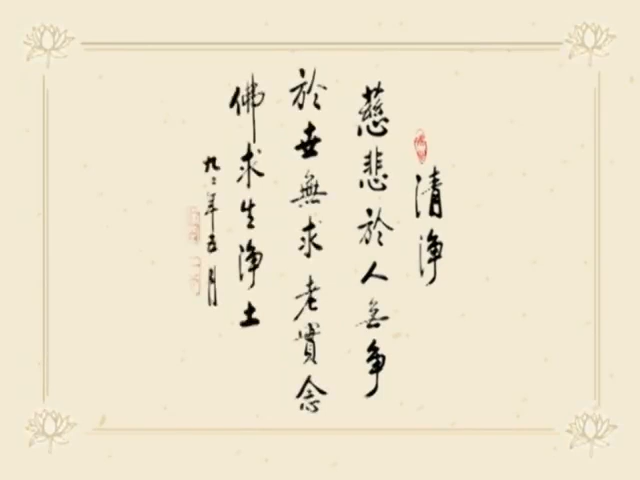 清淨
慈悲於人無争
於世無求老實念
佛求生淨土
九二年五月